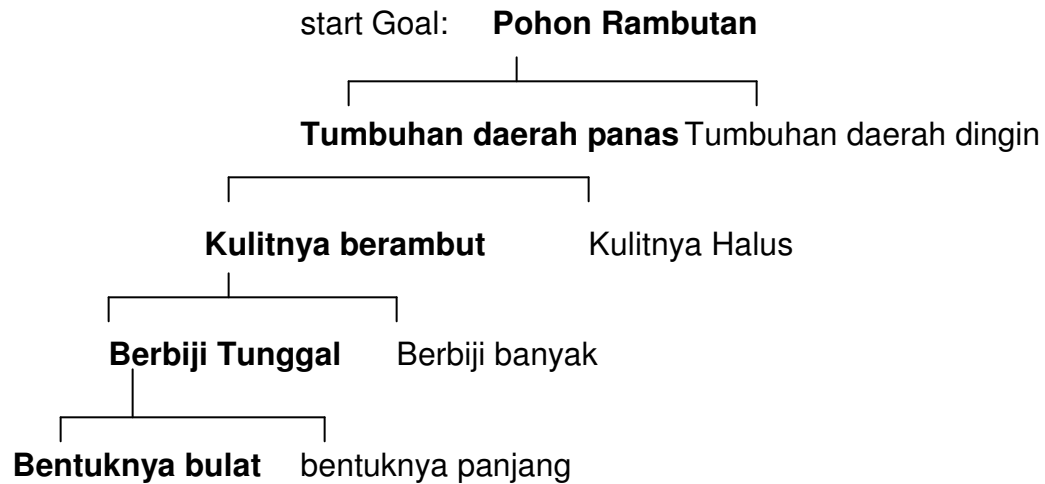 start Goal: Pohon Rambutan
Tumbuhan daerah panas Tumbuhan daerah dingin
Kulitnya berambut Kulitnya Halus
Berbiji Tunggal Berbiji banyak
Bentuknya bulat bentuknya panjang